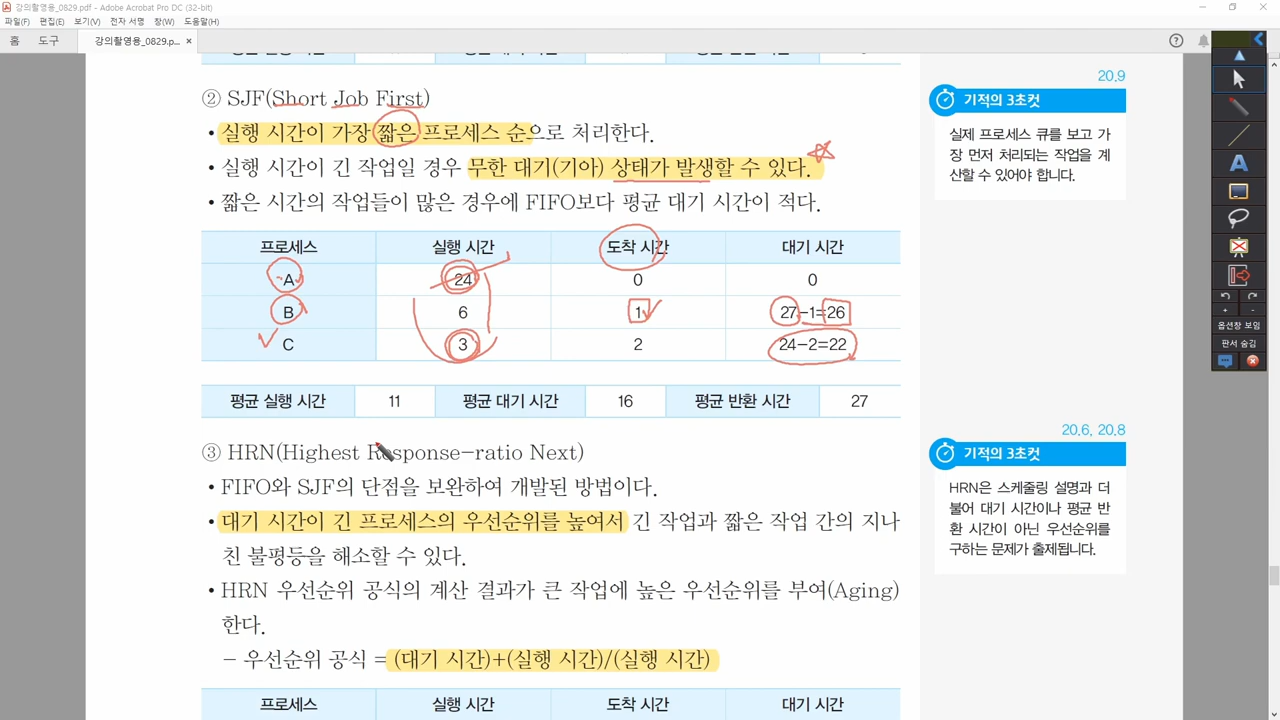 강의촬영용_0829.pdf - Adobe Acrobat Pro DC (32-bit)
파일(F) 편집(E) 보기(V) 전자 서명 창(W) 도움말(H)
홈 도구 강의촬영용_0829.p... ×
② SJF(Short Job First)
• 실행 시간이 가장 짧은 프로세스 순으로 처리한다.
• 실행 시간이 긴 작업일 경우 무한 대기(기아) 상태가 발생할 수 있다.
• 짧은 시간의 작업들이 많은 경우에 FIFO보다 평균 대기 시간이 적다.
프로세스 실행 시간 도착 시간 대기 시간
A 24 0 0
B 6 1 27-1=26
C 3 2 24-2=22
평균 실행 시간 11 평균 대기 시간 16 평균 반환 시간 27
③ HRN(Highest Response-ratio Next)
• FIFO와 SJF의 단점을 보완하여 개발된 방법이다.
• 대기 시간이 긴 프로세스의 우선순위를 높여서 긴 작업과 짧은 작업 간의 지나
친 불평등을 해소할 수 있다.
• HRN 우선순위 공식의 계산 결과가 큰 작업에 높은 우선순위를 부여(Aging)
한다.
- 우선순위 공식 = (대기 시간)+(실행 시간)/(실행 시간)
프로세스 실행 시간 도착 시간 대기 시간
20.9
기적의 3초컷
실제 프로세스 큐를 보고 가
장 먼저 처리되는 작업을 계
산할 수 있어야 합니다.
20.6, 20.8
기적의 3초컷
HRN은 스케줄링 설명과 더
불어 대기 시간이나 평균 반
환 시간이 아닌 우선순위를
구하는 문제가 출제됩니다.
A
+ -
옵션창 보임
판서 숨김